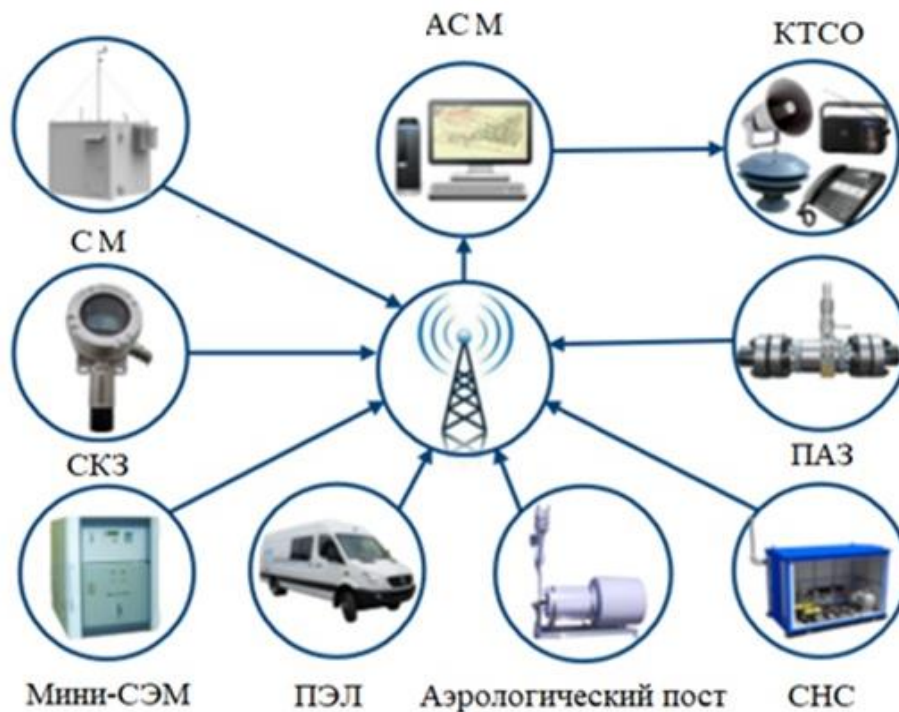 АСМ
КТСО
СМ
СКЗ
ПАЗ
Мини-СЭМ
ПЭЛ
Аэрологический пост
СНС